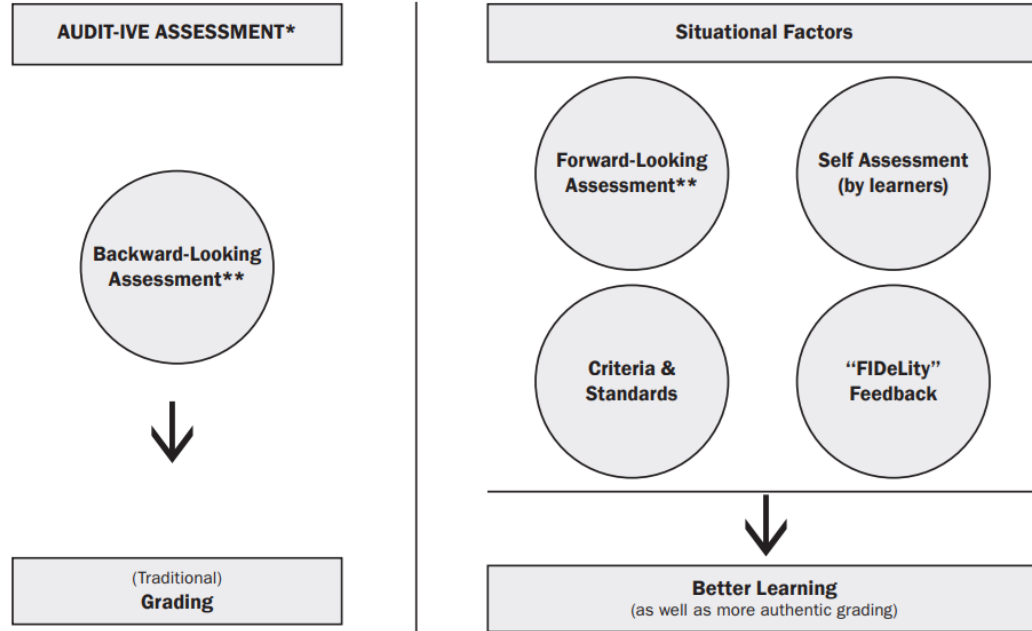 AUDIT-IVE ASSESSMENT*
Backward-Looking
Assessment**
(Traditional)
Grading
Situational Factors
Forward-Looking
Assessment**
Self Assessment
(by learners)
Criteria &
Standards
“FIDeLity”
Feedback
Better Learning
(as well as more authentic grading)